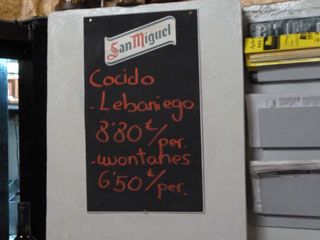 San Miguel
Cocido
- Lebaniego
8'80 €/per.
- montañes
6'50 €/per.